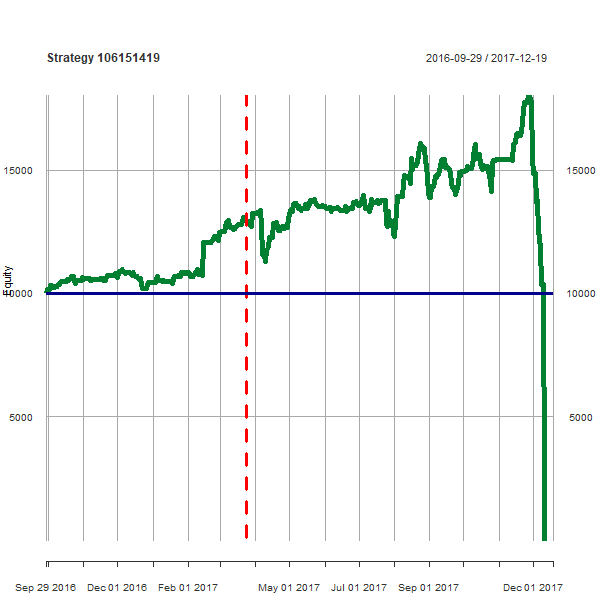 Strategy 106151419
2016-09-29 / 2017-12-19
15000
15000
Equity
10000
10000
5000
5000
Sep 29 2016
Dec 01 2016
Feb 01 2017
May 01 2017
Jul 01 2017
Sep 01 2017
Dec 01 2017